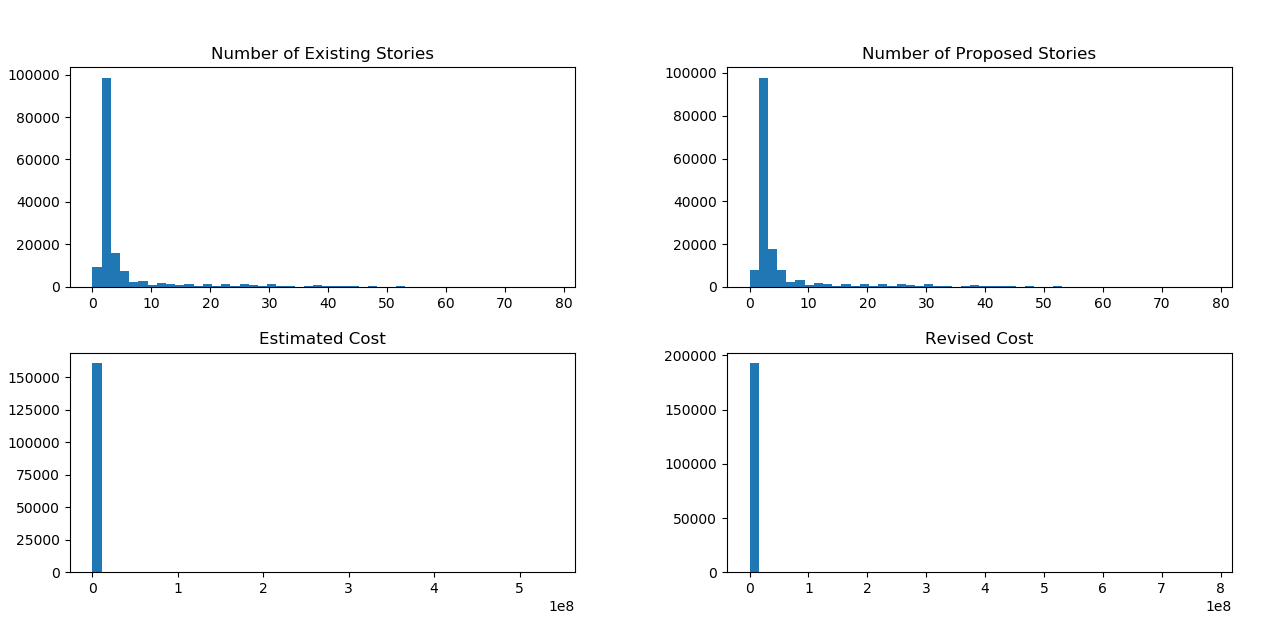 Number of Existing Stories
100000
80000
60000
40000
20000
0
0 10 20 30 40 50 60 70 80
Number of Proposed Stories
100000
80000
60000
40000
20000
0
0 10 20 30 40 50 60 70 80
Estimated Cost
150000
125000
100000
75000
50000
25000
0
0 1 2 3 4 5
1e8
Revised Cost
200000
150000
100000
50000
0
0 1 2 3 4 5 6 7 8
1e8